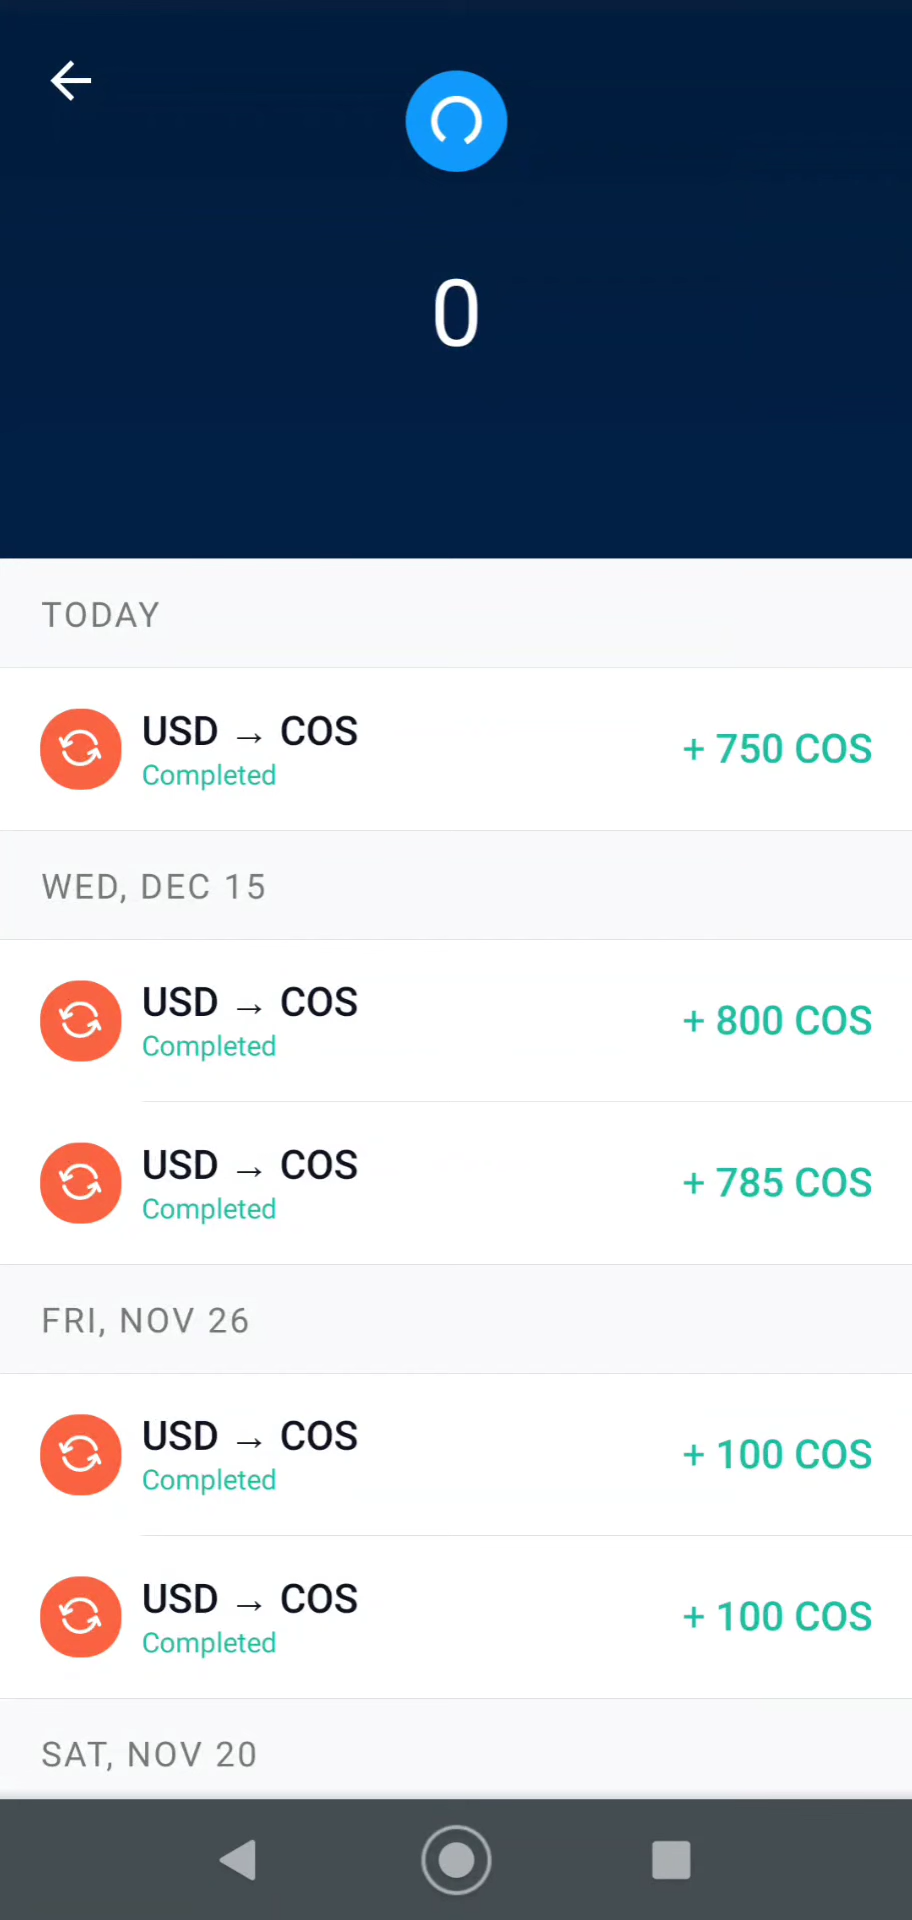 0
TODAY
USD → COS
+ 750 COS
Completed
WED, DEC 15
USD → COS
+ 800 COS
Completed
USD → COS
+ 785 COS
Completed
FRI, NOV 26
USD → COS
+ 100 COS
Completed
USD → COS
+ 100 COS
Completed
SAT, NOV 20